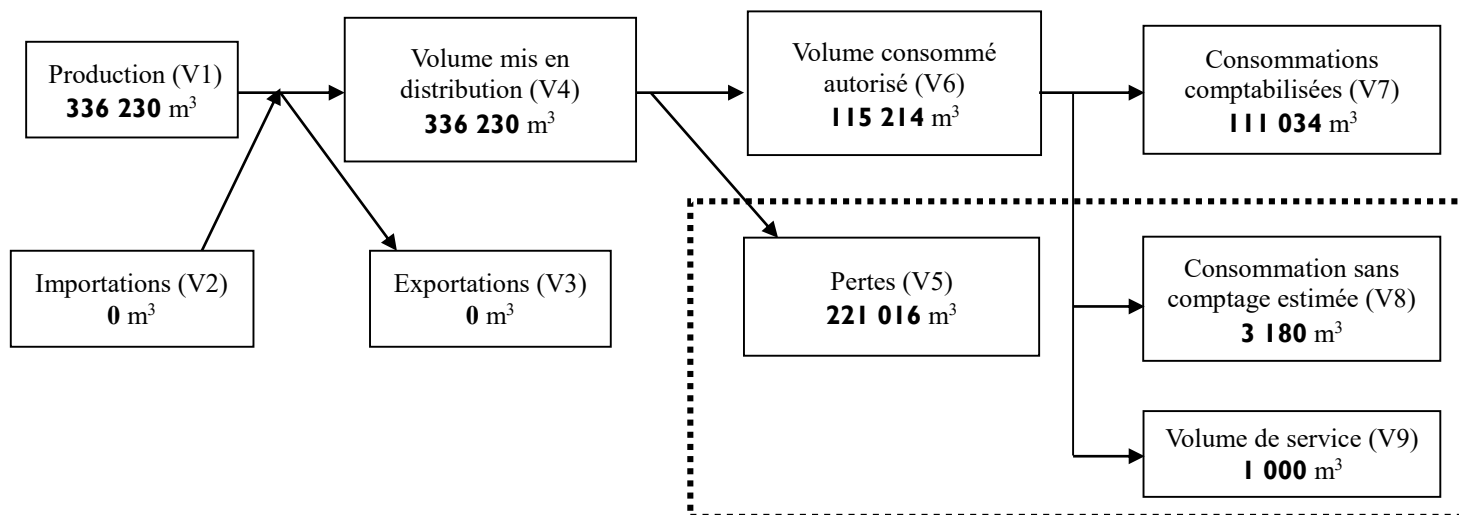 Production (V1)
336 230 m³
Volume mis en
distribution (V4)
336 230 m³
Volume consommé
autorisé (V6)
115 214 m³
Consommations
comptabilisées (V7)
111 034 m³
Importations (V2)
0 m³
Exportations (V3)
0 m³
Pertes (V5)
221 016 m³
Consommation sans
comptage estimée (V8)
3 180 m³
Volume de service (V9)
1 000 m³